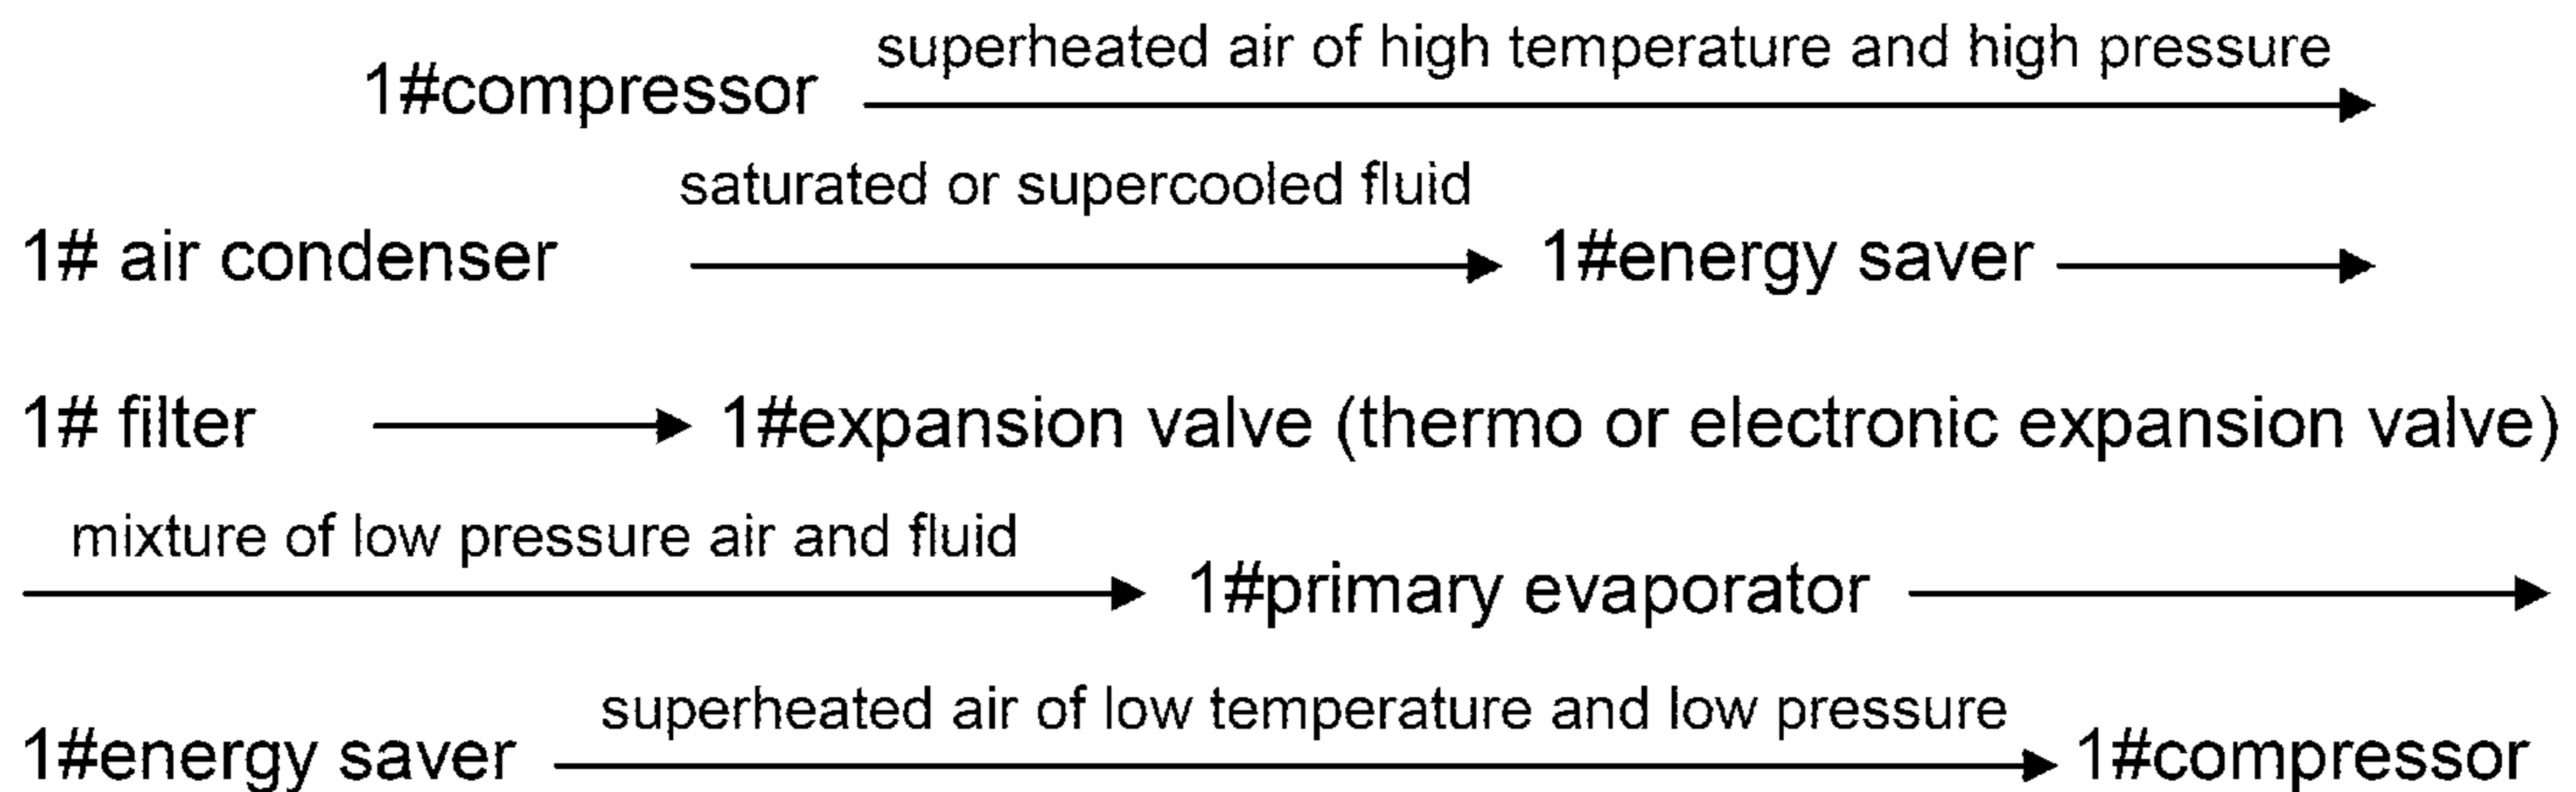 superheated air of high temperature and high pressure
1#compressor
saturated or supercooled fluid
1# air condenser 1#energy saver
1# filter 1#expansion valve (thermo or electronic expansion valve)
mixture of low pressure air and fluid
1#primary evaporator
superheated air of low temperature and low pressure
1#energy saver 1#compressor